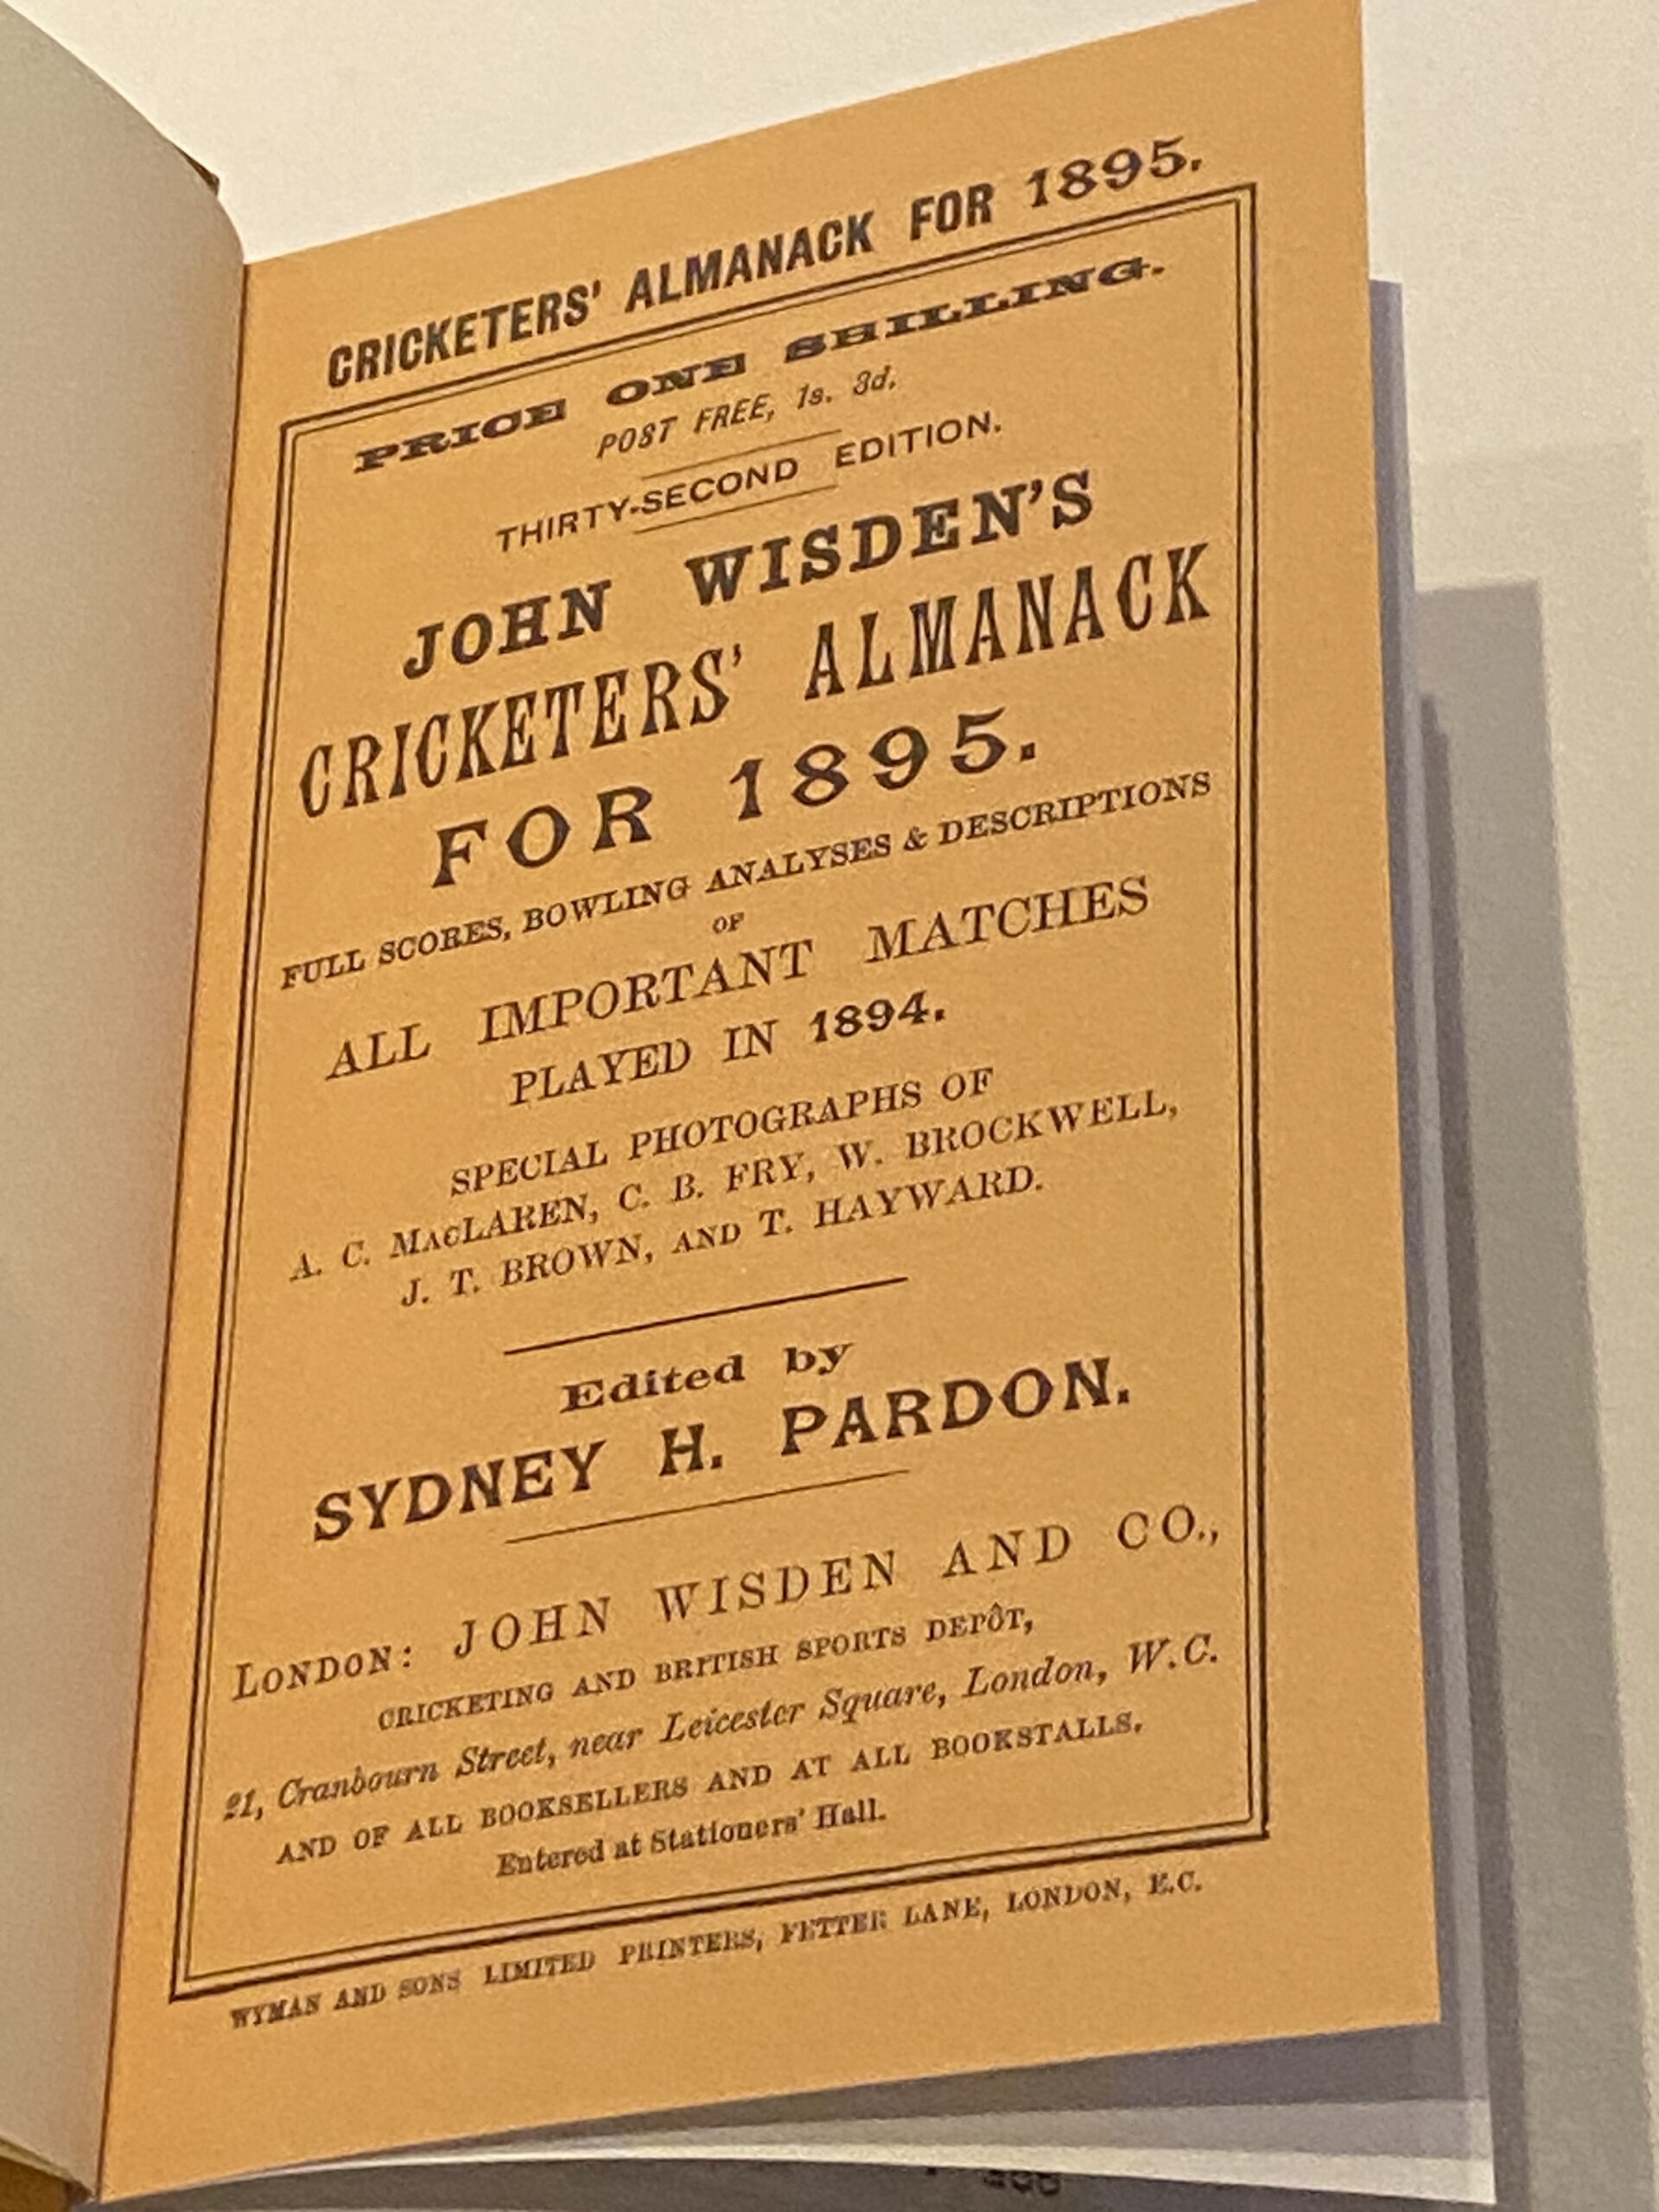 CRICKETERS' ALMANACK FOR 1895.
PRICE ONE SHILLING.
POST FREE, 1s. 3d.
THIRTY-SECOND EDITION.
JOHN WISDEN'S
CRICKETERS' ALMANACK
FOR 1895.
FULL SCORES, BOWLING ANALYSES & DESCRIPTIONS
OF
ALL IMPORTANT MATCHES
PLAYED IN 1894.
SPECIAL PHOTOGRAPHS OF
A. C. MACLAREN, C. B. FRY, W. BROCKWELL,
J. T. BROWN, AND T. HAYWARD.
Edited by
SYDNEY H. PARDON.
LONDON: JOHN WISDEN AND CO.,
CRICKETING AND BRITISH SPORTS DEPÔT,
21, Cranbourn Street, near Leicester Square, London, W.C.
AND OF ALL BOOKSELLERS AND AT ALL BOOKSTALLS.
Entered at Stationers' Hall.
WYMAN AND SONS LIMITED PRINTERS, FETTER LANE, LONDON, E.C.